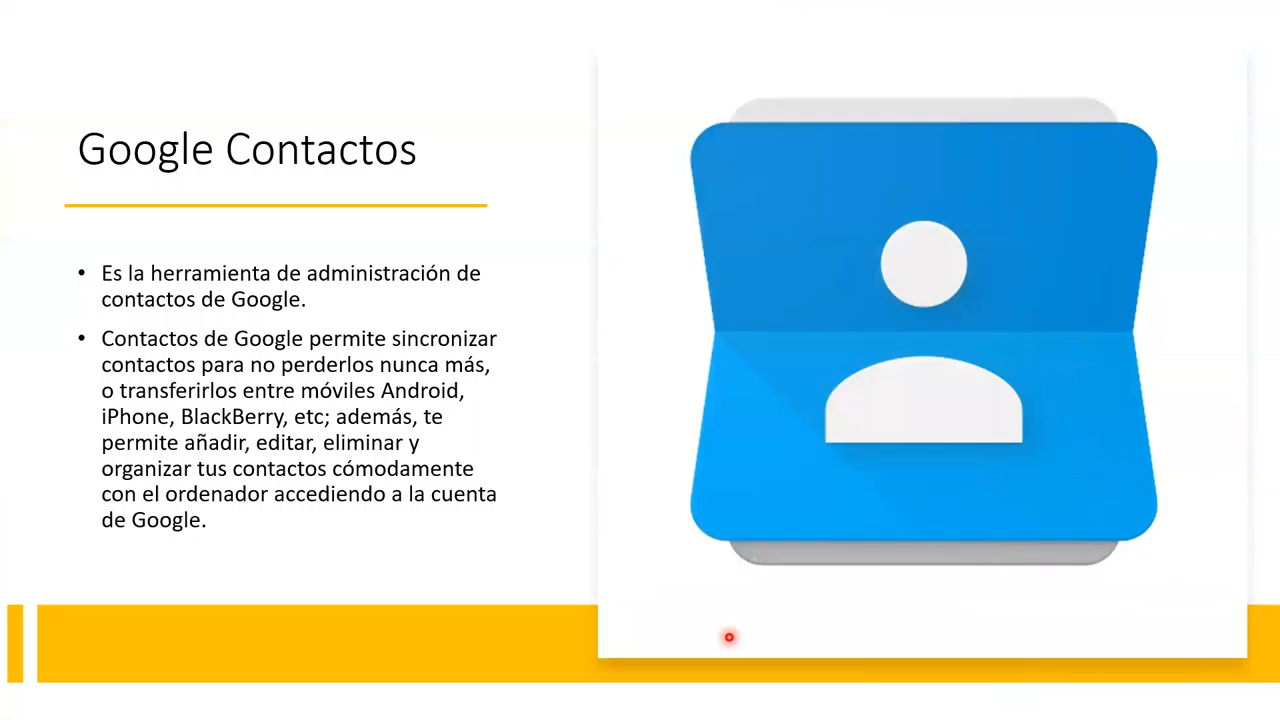 Google Contactos
• Es la herramienta de administración de
contactos de Google.
• Contactos de Google permite sincronizar
contactos para no perderlos nunca más,
o transferirlos entre móviles Android,
iPhone, BlackBerry, etc; además, te
permite añadir, editar, eliminar y
organizar tus contactos cómodamente
con el ordenador accediendo a la cuenta
de Google.